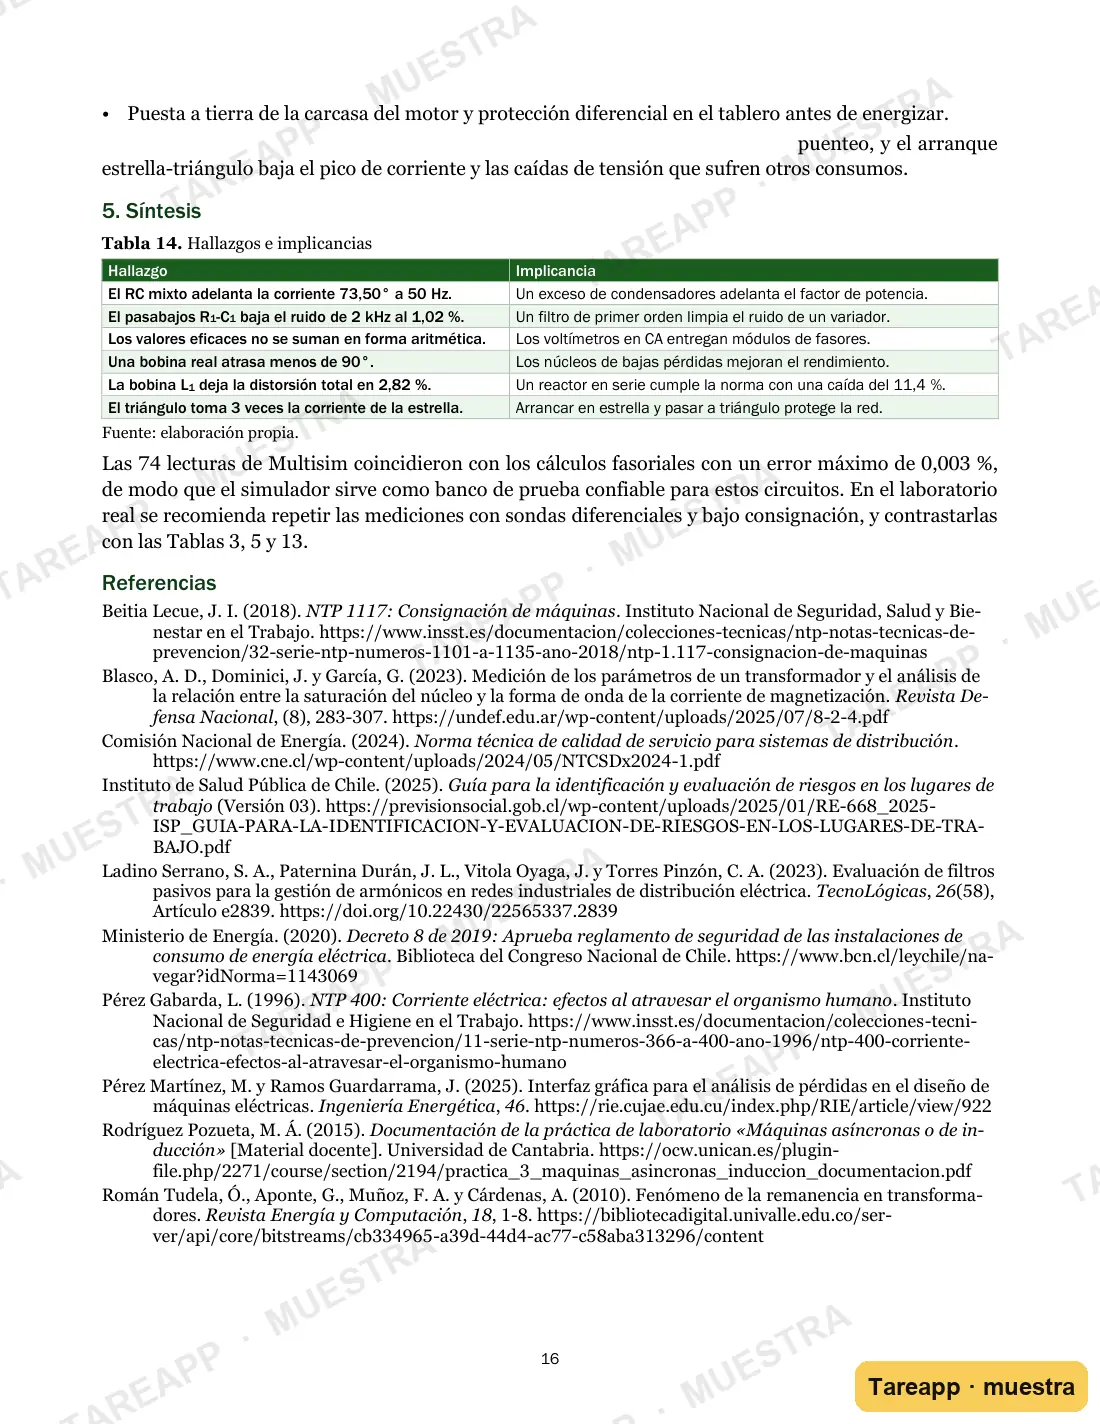 • Puesta a tierra de la carcasa del motor y protección diferencial en el tablero antes de energizar.
puenteo, y el arranque
estrella-triángulo baja el pico de corriente y las caídas de tensión que sufren otros consumos.
5. Síntesis
Tabla 14. Hallazgos e implicancias
Hallazgo Implicancia
El RC mixto adelanta la corriente 73,50° a 50 Hz. Un exceso de condensadores adelanta el factor de potencia.
El pasabajos R₁-C₁ baja el ruido de 2 kHz al 1,02 %. Un filtro de primer orden limpia el ruido de un variador.
Los valores eficaces no se suman en forma aritmética. Los voltímetros en CA entregan módulos de fasores.
Una bobina real atrasa menos de 90°. Los núcleos de bajas pérdidas mejoran el rendimiento.
La bobina L₁ deja la distorsión total en 2,82 %. Un reactor en serie cumple la norma con una caída del 11,4 %.
El triángulo toma 3 veces la corriente de la estrella. Arrancar en estrella y pasar a triángulo protege la red.
Fuente: elaboración propia.
Las 74 lecturas de Multisim coincidieron con los cálculos fasoriales con un error máximo de 0,003 %,
de modo que el simulador sirve como banco de prueba confiable para estos circuitos. En el laboratorio
real se recomienda repetir las mediciones con sondas diferenciales y bajo consignación, y contrastarlas
con las Tablas 3, 5 y 13.
Referencias
Beitia Lecue, J. I. (2018). NTP 1117: Consignación de máquinas. Instituto Nacional de Seguridad, Salud y Bie-
nestar en el Trabajo. https://www.insst.es/documentacion/colecciones-tecnicas/ntp-notas-tecnicas-de-
prevencion/32-serie-ntp-numeros-1101-a-1135-ano-2018/ntp-1.117-consignacion-de-maquinas
Blasco, A. D., Dominici, J. y García, G. (2023). Medición de los parámetros de un transformador y el análisis de
la relación entre la saturación del núcleo y la forma de onda de la corriente de magnetización. Revista De-
fensa Nacional, (8), 283-307. https://undef.edu.ar/wp-content/uploads/2025/07/8-2-4.pdf
Comisión Nacional de Energía. (2024). Norma técnica de calidad de servicio para sistemas de distribución.
https://www.cne.cl/wp-content/uploads/2024/05/NTCSDx2024-1.pdf
Instituto de Salud Pública de Chile. (2025). Guía para la identificación y evaluación de riesgos en los lugares de
trabajo (Versión 03). https://previsionsocial.gob.cl/wp-content/uploads/2025/01/RE-668_2025-
ISP_GUIA-PARA-LA-IDENTIFICACION-Y-EVALUACION-DE-RIESGOS-EN-LOS-LUGARES-DE-TRA-
BAJO.pdf
Ladino Serrano, S. A., Paternina Durán, J. L., Vitola Oyaga, J. y Torres Pinzón, C. A. (2023). Evaluación de filtros
pasivos para la gestión de armónicos en redes industriales de distribución eléctrica. TecnoLógicas, 26(58),
Artículo e2839. https://doi.org/10.22430/22565337.2839
Ministerio de Energía. (2020). Decreto 8 de 2019: Aprueba reglamento de seguridad de las instalaciones de
consumo de energía eléctrica. Biblioteca del Congreso Nacional de Chile. https://www.bcn.cl/leychile/na-
vegar?idNorma=1143069
Pérez Gabarda, L. (1996). NTP 400: Corriente eléctrica: efectos al atravesar el organismo humano. Instituto
Nacional de Seguridad e Higiene en el Trabajo. https://www.insst.es/documentacion/colecciones-tecni-
cas/ntp-notas-tecnicas-de-prevencion/11-serie-ntp-numeros-366-a-400-ano-1996/ntp-400-corriente-
electrica-efectos-al-atravesar-el-organismo-humano
Pérez Martínez, M. y Ramos Guardarrama, J. (2025). Interfaz gráfica para el análisis de pérdidas en el diseño de
máquinas eléctricas. Ingeniería Energética, 46. https://rie.cujae.edu.cu/index.php/RIE/article/view/922
Rodríguez Pozueta, M. Á. (2015). Documentación de la práctica de laboratorio «Máquinas asíncronas o de in-
ducción» [Material docente]. Universidad de Cantabria. https://ocw.unican.es/plugin-
file.php/2271/course/section/2194/practica_3_maquinas_asincronas_induccion_documentacion.pdf
Román Tudela, Ó., Aponte, G., Muñoz, F. A. y Cárdenas, A. (2010). Fenómeno de la remanencia en transforma-
dores. Revista Energía y Computación, 18, 1-8. https://bibliotecadigital.univalle.edu.co/ser-
ver/api/core/bitstreams/cb334965-a39d-44d4-ac77-c58aba313296/content
16
Tareapp · muestra
TAREAPP · MUESTRA